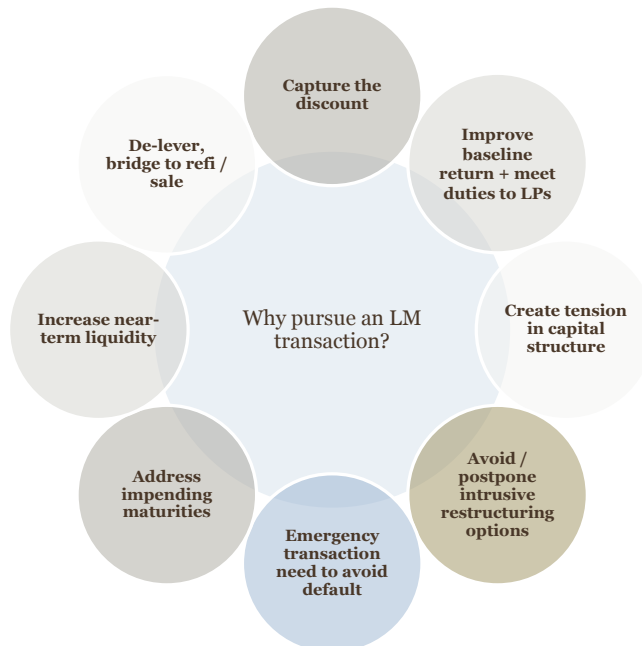 Capture the
discount
Improve
baseline
return + meet
duties to LPs
Create tension
in capital
structure
Avoid /
postpone
intrusive
restructuring
options
Emergency
transaction
need to avoid
default
Address
impending
maturities
Increase near-
term liquidity
De-lever,
bridge to refi /
sale
Why pursue an LM
transaction?